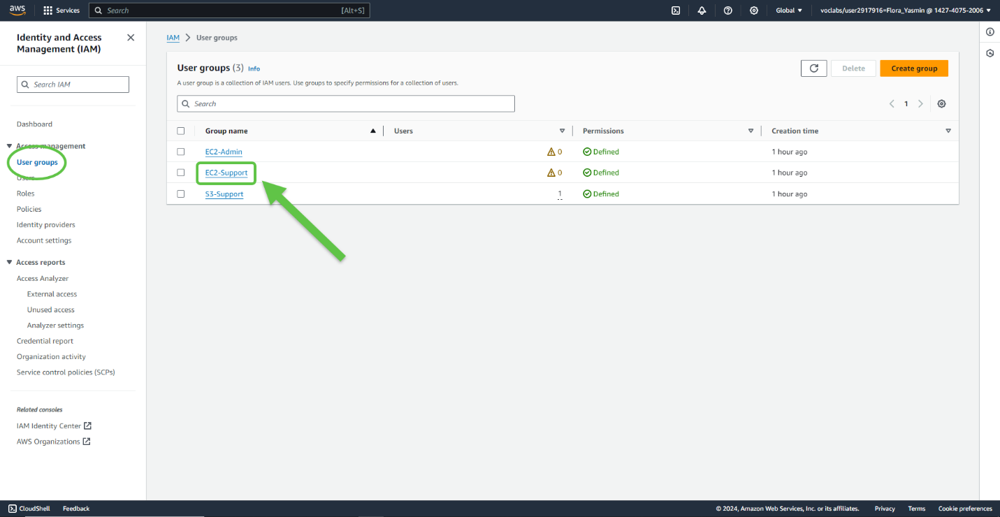 aws
Services
Search
[Alt+S]
Global
voclabs/user2917916=Flora_Yasmin @ 1427-4075-2006
Identity and Access
Management (IAM)
Search IAM
Dashboard
Access management
User groups
Users
Roles
Policies
Identity providers
Account settings
Access reports
Access Analyzer
External access
Unused access
Analyzer settings
Credential report
Organization activity
Service control policies (SCPs)
Related consoles
IAM Identity Center
AWS Organizations
IAM > User groups
User groups (3) Info
A user group is a collection of IAM users. Use groups to specify permissions for a collection of users.
Delete
Create group
Search
1
Group name Users Permissions Creation time
EC2-Admin 0 Defined 1 hour ago
EC2-Support 0 Defined 1 hour ago
S3-Support 1 Defined 1 hour ago
CloudShell Feedback
© 2024, Amazon Web Services, Inc. or its affiliates. Privacy Terms Cookie preferences